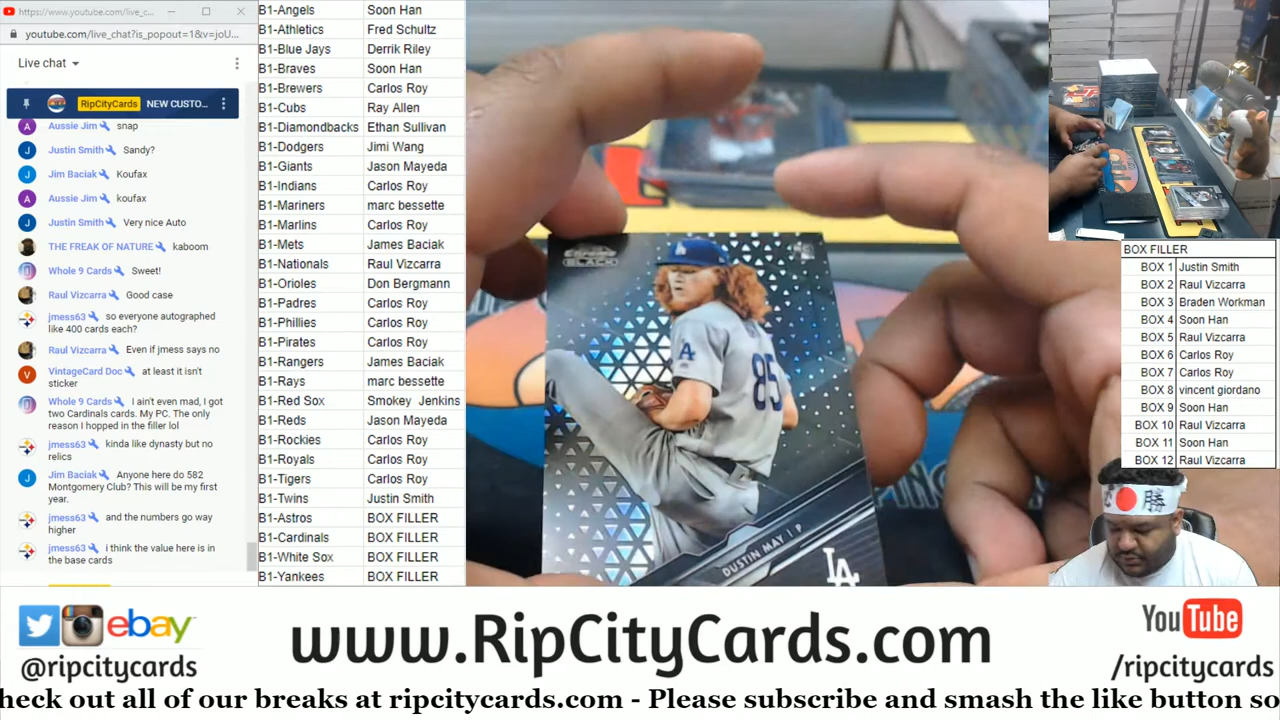 https://www.youtube.com/live_c...
youtube.com/live_chat?is_popout=1&v=joU...
Live chat
RipCityCards NEW CUSTO...
A Aussie Jim snap
J Justin Smith Sandy?
J Jim Baciak Koufax
A Aussie Jim koufax
J Justin Smith Very nice Auto
THE FREAK OF NATURE kaboom
Whole 9 Cards Sweet!
Raul Vizcarra Good case
jmess63 so everyone autographed
like 400 cards each?
Raul Vizcarra Even if jmess says no
V VintageCard Doc at least it isn't
sticker
Whole 9 Cards I ain't even mad, I got
two Cardinals cards. My PC. The only
reason I hopped in the filler lol
jmess63 kinda like dynasty but no
relics
J Jim Baciak Anyone here do 582
Montgomery Club? This will be my first
year.
jmess63 and the numbers go way
higher
jmess63 i think the value here is in
the base cards
B1-Angels Soon Han
B1-Athletics Fred Schultz
B1-Blue Jays Derrik Riley
B1-Braves Soon Han
B1-Brewers Carlos Roy
B1-Cubs Ray Allen
B1-Diamondbacks Ethan Sullivan
B1-Dodgers Jimi Wang
B1-Giants Jason Mayeda
B1-Indians Carlos Roy
B1-Mariners marc bessette
B1-Marlins Carlos Roy
B1-Mets James Baciak
B1-Nationals Raul Vizcarra
B1-Orioles Don Bergmann
B1-Padres Carlos Roy
B1-Phillies Carlos Roy
B1-Pirates Carlos Roy
B1-Rangers James Baciak
B1-Rays marc bessette
B1-Red Sox Smokey Jenkins
B1-Reds Jason Mayeda
B1-Rockies Carlos Roy
B1-Royals Carlos Roy
B1-Tigers Carlos Roy
B1-Twins Justin Smith
B1-Astros BOX FILLER
B1-Cardinals BOX FILLER
B1-White Sox BOX FILLER
B1-Yankees BOX FILLER
Chrome
BLACK
RC
LA
A
85
DUSTIN MAY | P
LA
BOX FILLER
BOX 1 Justin Smith
BOX 2 Raul Vizcarra
BOX 3 Braden Workman
BOX 4 Soon Han
BOX 5 Raul Vizcarra
BOX 6 Carlos Roy
BOX 7 Carlos Roy
BOX 8 vincent giordano
BOX 9 Soon Han
BOX 10 Raul Vizcarra
BOX 11 Soon Han
BOX 12 Raul Vizcarra
勝
ebay
@ripcitycards
www.RipCityCards.com
YouTube
/ripcitycards
heck out all of our breaks at ripcitycards.com - Please subscribe and smash the like button so